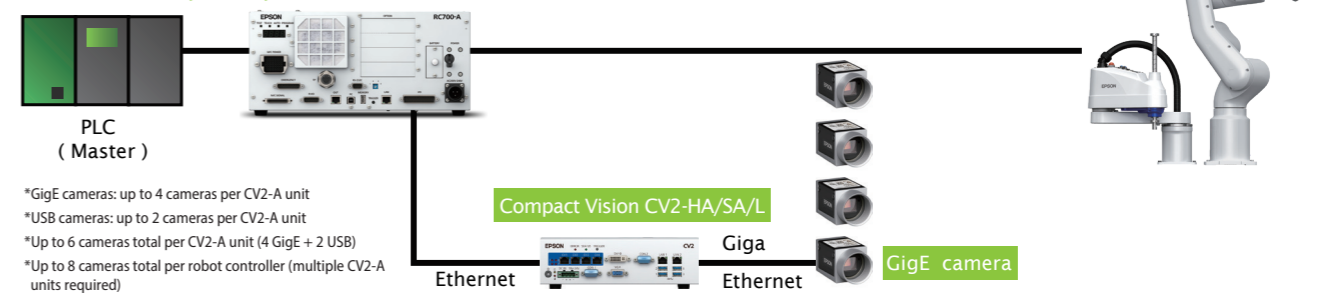 EPSON
RC700-A
EPSON
PLC
( Master )
*GigE cameras: up to 4 cameras per CV2-A unit
*USB cameras: up to 2 cameras per CV2-A unit
*Up to 6 cameras total per CV2-A unit (4 GigE + 2 USB)
*Up to 8 cameras total per robot controller (multiple CV2-A
units required)
Compact Vision CV2-HA/SA/L
EPSON
CV2
Ethernet
Giga
Ethernet
GigE camera